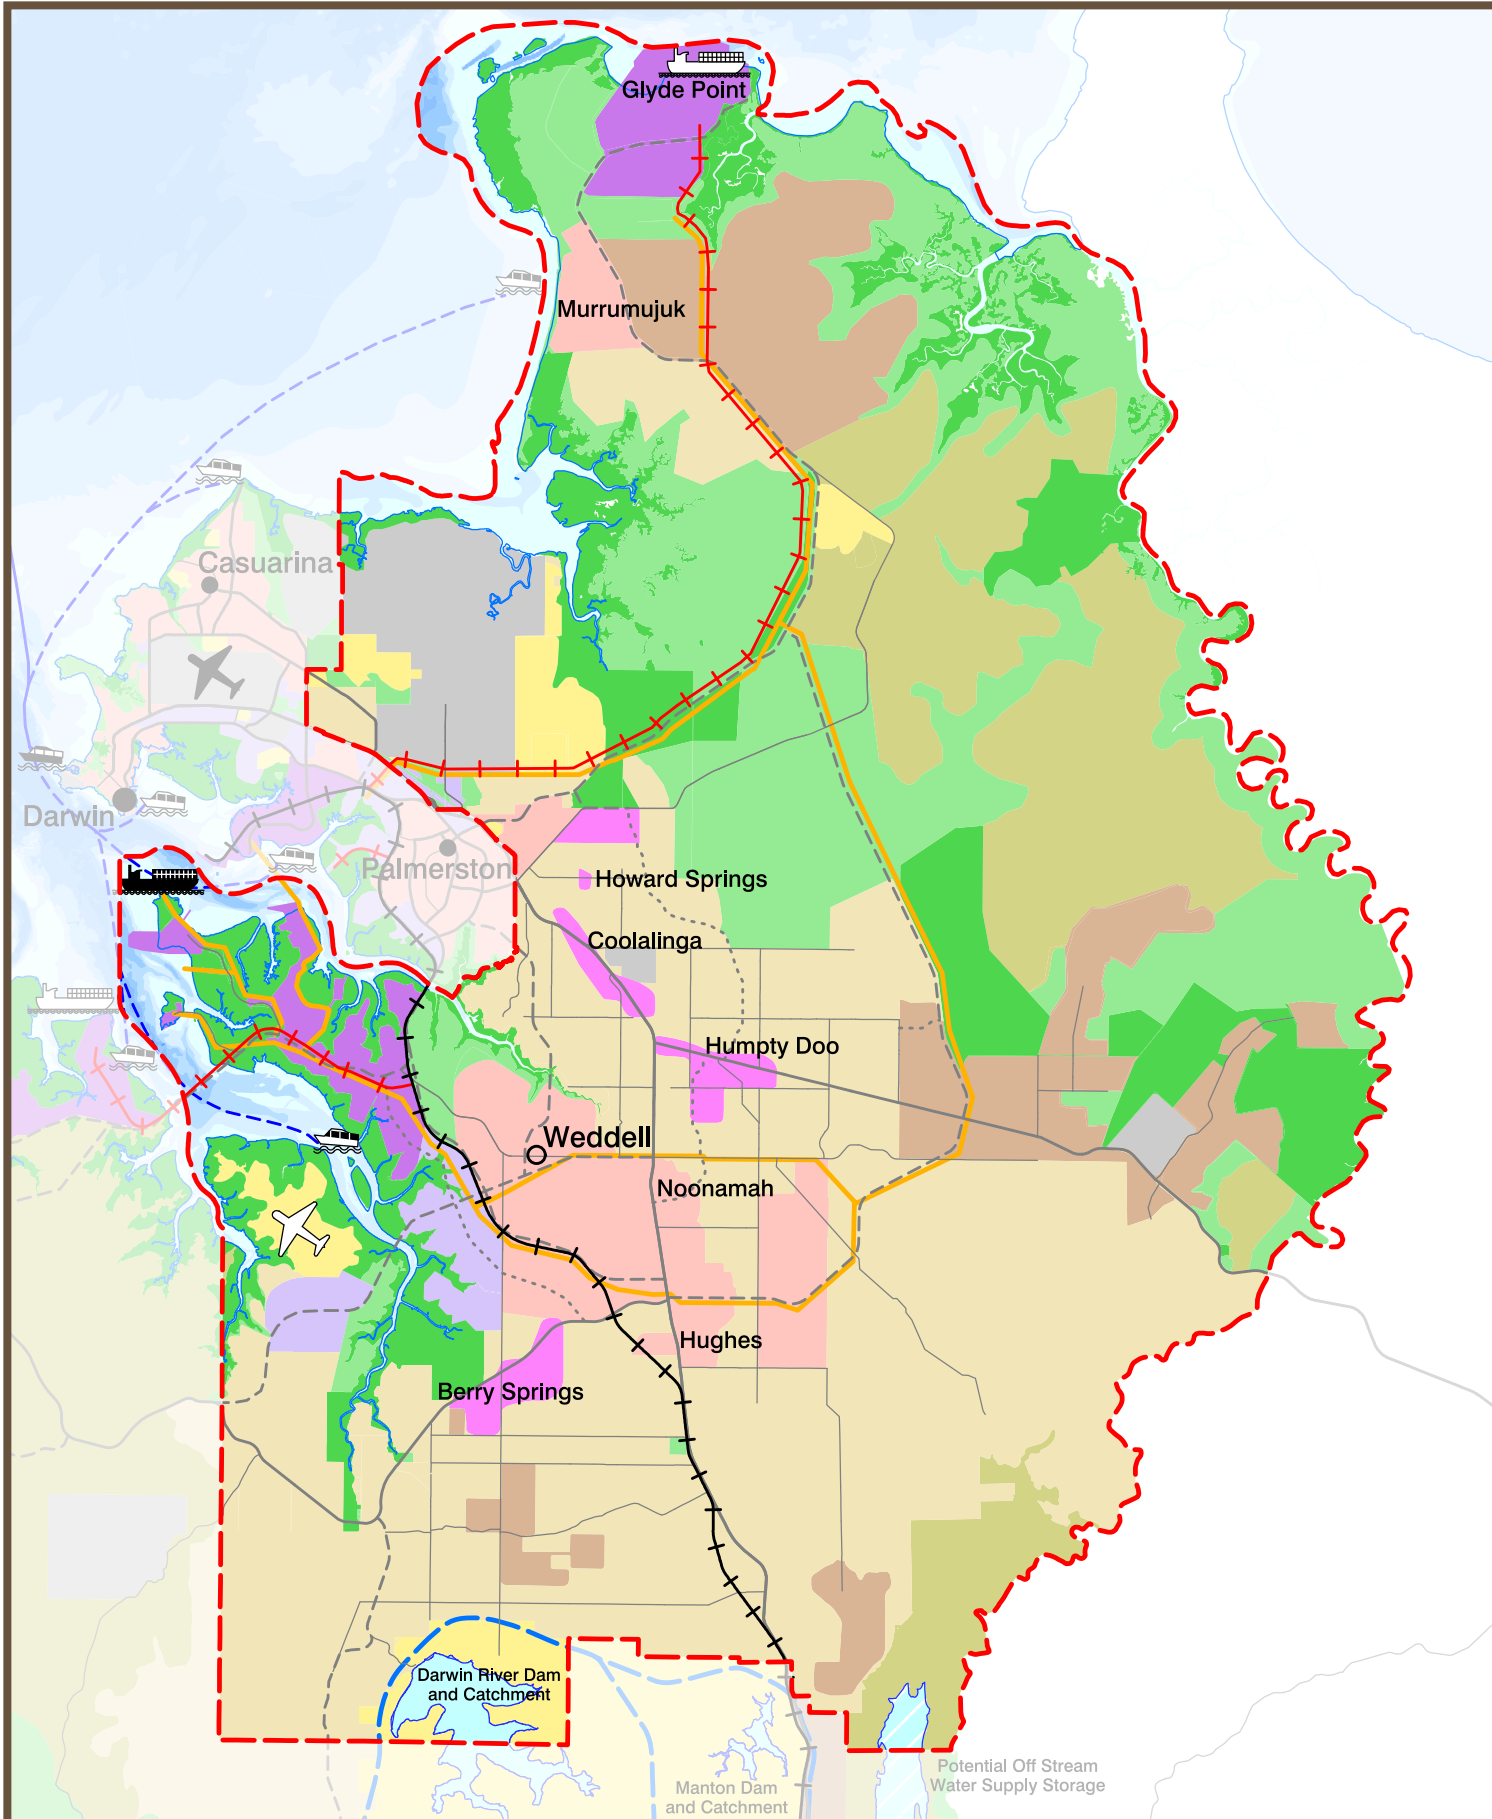 Glyde Point
Murrumujuk
Casuarina
Darwin
Palmerston
Howard Springs
Coolalinga
Humpty Doo
Weddell
Noonamah
Hughes
Berry Springs
Darwin River Dam
and Catchment
Manton Dam
and Catchment
Potential Off Stream
Water Supply Storage